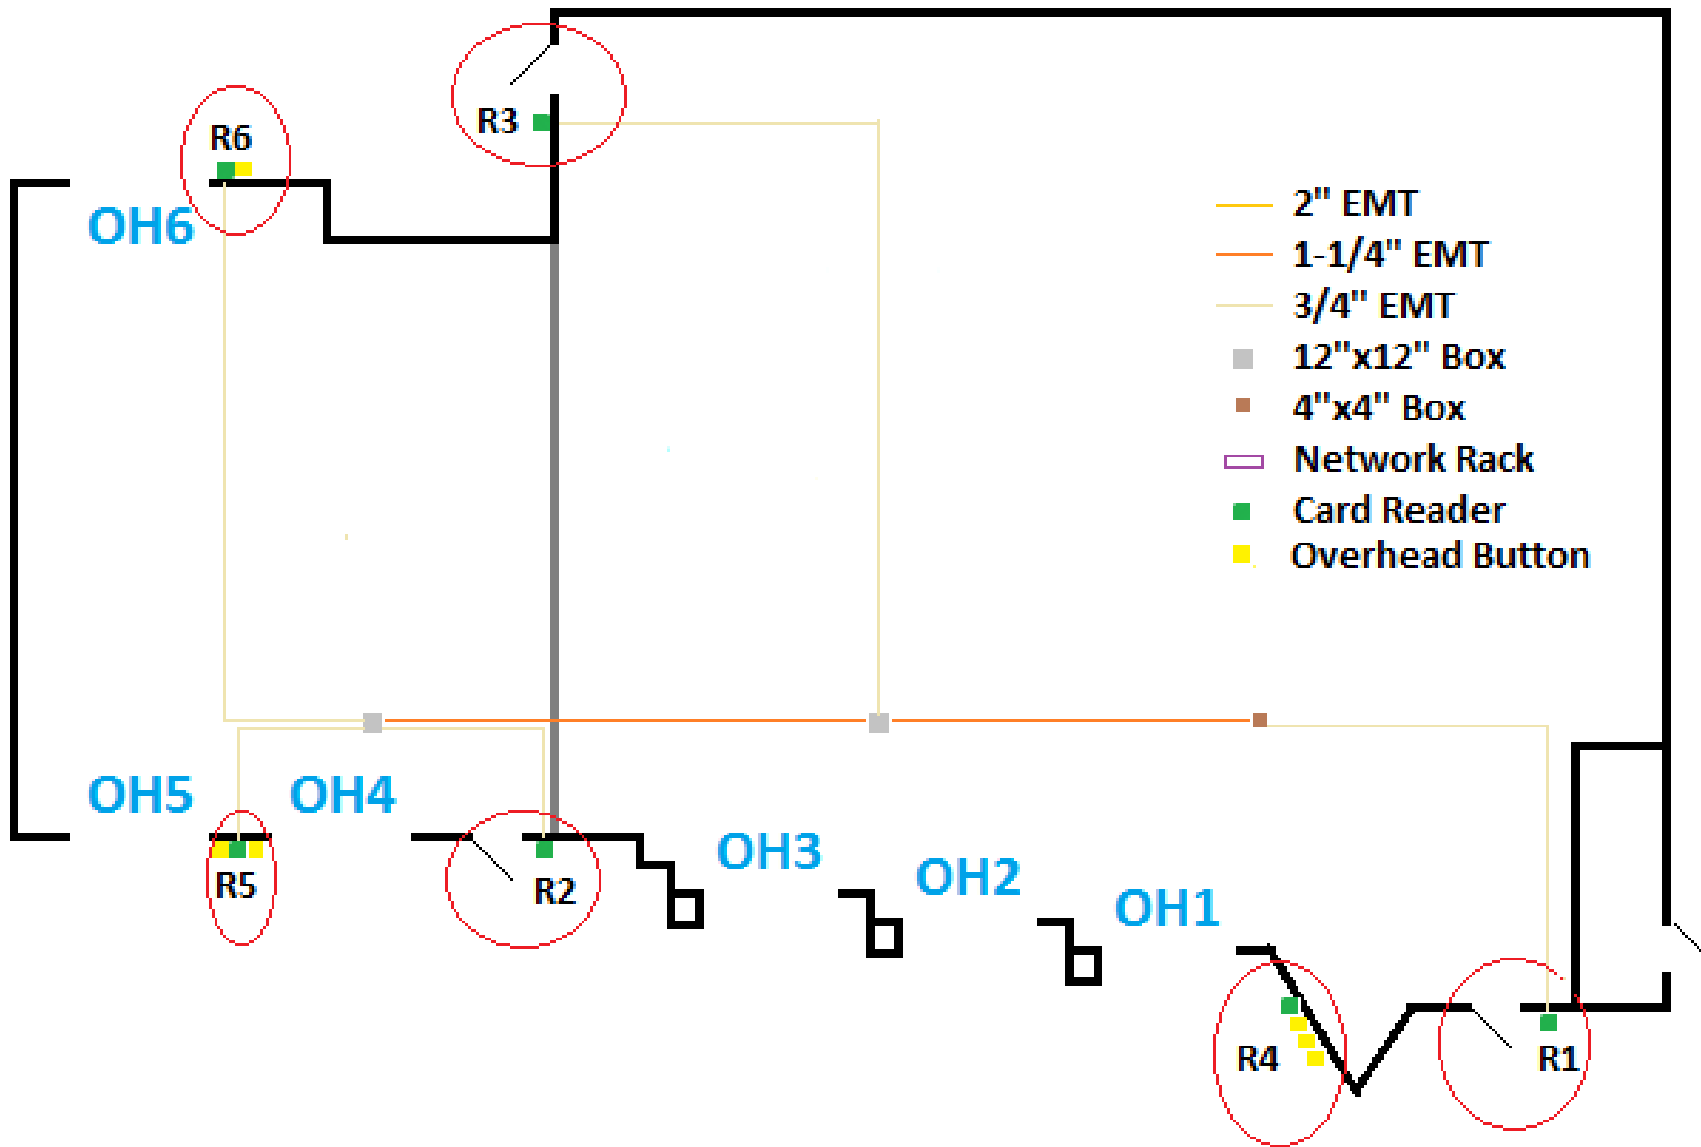 R3
R6
OH6
2" EMT
1-1/4" EMT
3/4" EMT
12"x12" Box
4"x4" Box
Network Rack
Card Reader
Overhead Button
OH5
OH4
OH3
OH2
OH1
R5
R2
R4
R1